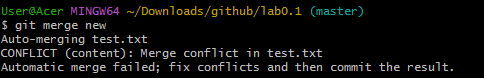 User@Acer MINGW64 ~/Downloads/github/lab0.1 (master)
$ git merge new
Auto-merging test.txt
CONFLICT (content): Merge conflict in test.txt
Automatic merge failed; fix conflicts and then commit the result.